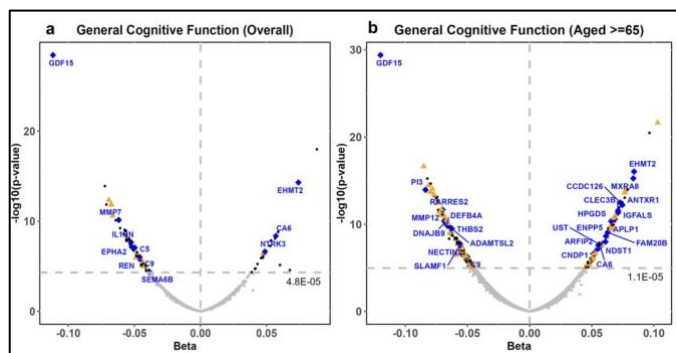 a
General Cognitive Function (Overall)
GDF15
EHMT2
MMP7
CA6
NTRK3
C5
EPHA2
REN
C9
SEMA6B
4.8E-05
-log10(p-value)
0
10
20
-0.10
-0.05
0.00
0.05
Beta
b
General Cognitive Function (Aged >=65)
GDF15
EHMT2
PI3
CCDC126
MXRA8
CLEC3B
ANTXR1
RARRES2
HPGDS
IGFALS
MMP12
DEFB4A
UST
ENPP5
APLP1
DNAJB9
THBS2
ADAMTSL2
ARFIP2
FAM20B
NDST1
SLAMF1
C9
CNDP1
CA6
1.1E-05
-log10(p-value)
0
10
20
30
-0.10
-0.05
0.00
0.05
0.10
Beta